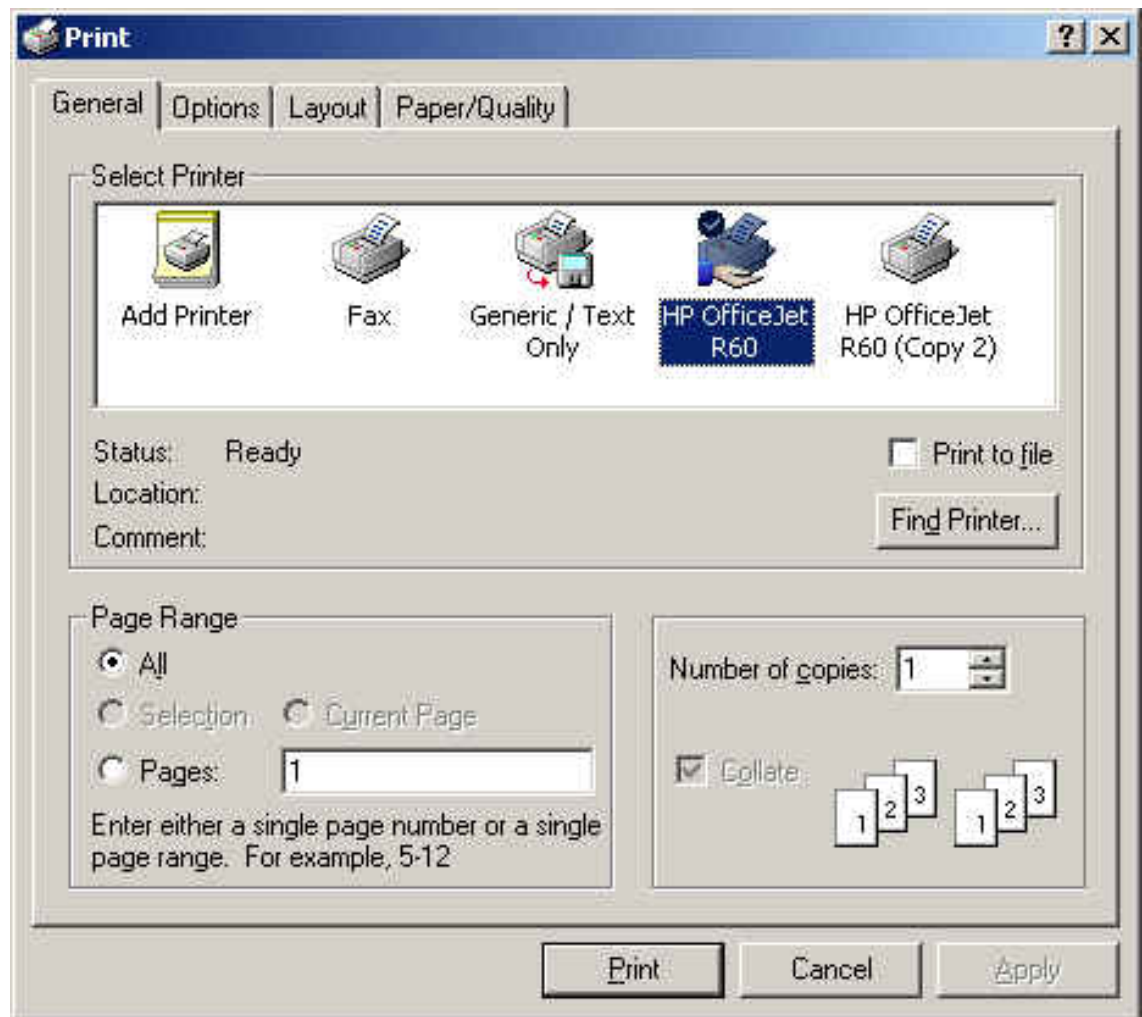 Print
General Options Layout Paper/Quality
Select Printer
Add Printer
Fax
Generic / Text
Only
HP OfficeJet
R60
HP OfficeJet
R60 (Copy 2)
Status: Ready
Print to file
Location:
Find Printer...
Comment:
Page Range
All
Selection Current Page
Pages: 1
Enter either a single page number or a single
page range. For example, 5-12
Number of copies: 1
Collate
1 2 3 1 2 3
Print Cancel Apply